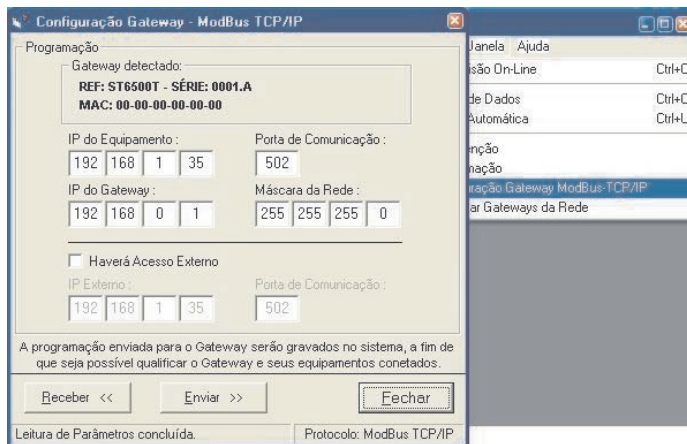 Configuração Gateway - ModBus TCP/IP
Programação
Gateway detectado:
REF: ST6500T - SÉRIE: 0001.A
MAC: 00-00-00-00-00-00
IP do Equipamento :
192 168 1 35
Porta de Comunicação :
502
IP do Gateway :
192 168 0 1
Máscara da Rede :
255 255 255 0
Haverá Acesso Externo
IP Externo :
192 168 1 35
Porta de Comunicação :
502
A programação enviada para o Gateway serão gravados no sistema, a fim de
que seja possível qualificar o Gateway e seus equipamentos conetados.
Receber <<
Enviar >>
Fechar
Leitura de Parâmetros concluída.
Protocolo: ModBus TCP/IP
Janela Ajuda
isão On-Line Ctrl+C
de Dados Ctrl+C
Automática Ctrl+L
enção
mação
uração Gateway ModBus-TCP/IP
ar Gateways da Rede